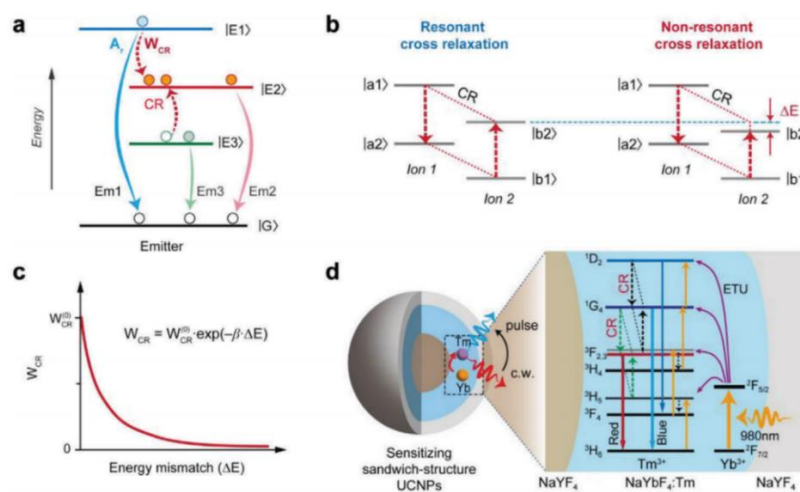 a
|E1⟩
Aᵣ
W_CR
|E2⟩
CR
Energy
|E3⟩
Em1
Em3
Em2
|G⟩
Emitter
b
Resonant
cross relaxation
Non-resonant
cross relaxation
|a1⟩
CR
|b2⟩
|a2⟩
Ion 1
|b1⟩
Ion 2
|a1⟩
CR
ΔE
|b2
|a2⟩
Ion 1
|b1
Ion 2
c
W_CR^(0)
W_CR = W_CR^(0)·exp(−β·ΔE)
W_CR
0
Energy mismatch (ΔE)
d
Tm
Yb
pulse
c.w.
Sensitizing
sandwich-structure
UCNPs
¹D₂
CR
ETU
¹G₄
CR
³F₂,₃
³H₄
³H₅
³F₄
²F₅/₂
Red
Blue
980nm
³H₆
²F₇/₂
Tm³⁺
Yb³⁺
NaYF₄
NaYbF₄:Tm
NaYF₄